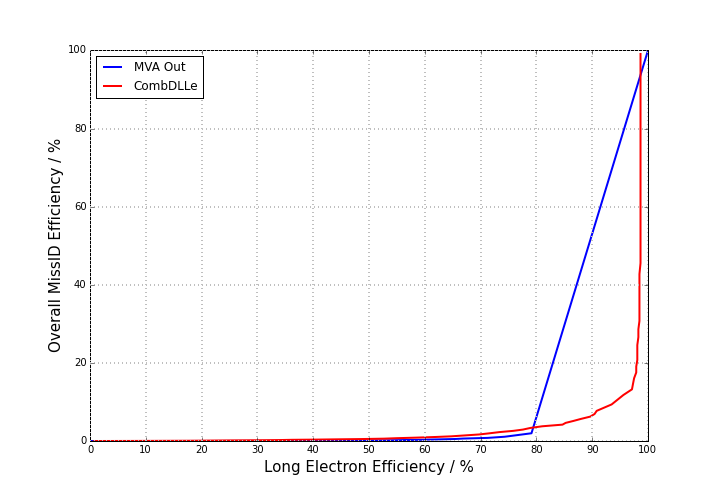 100
80
60
40
20
0
MVA Out
CombDLLe
Overall MissID Efficiency / %
0 10 20 30 40 50 60 70 80 90 100
Long Electron Efficiency / %